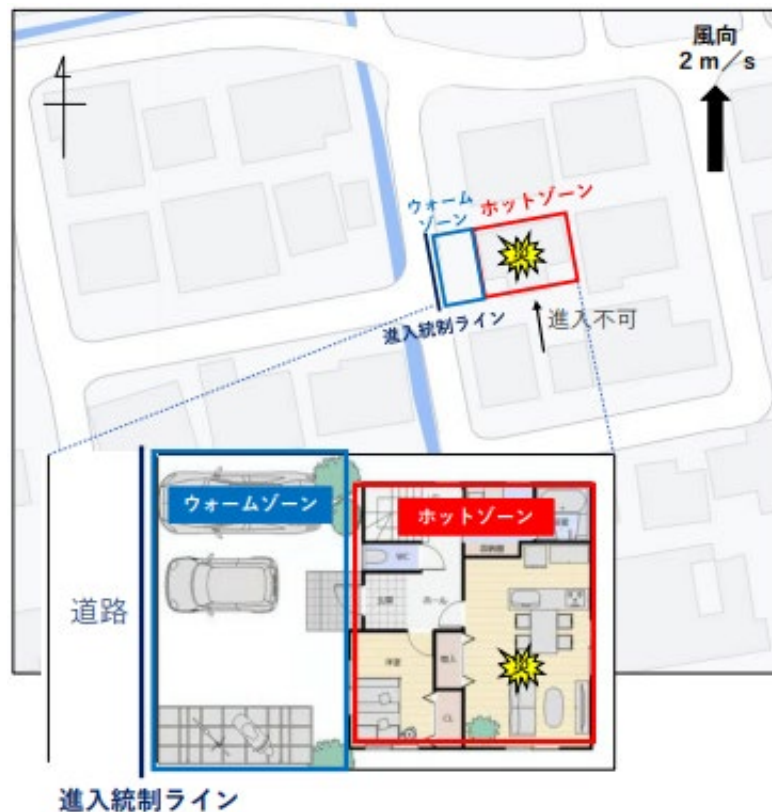 風向
2 m／s
ウォーム
ゾーン
ホットゾーン
進入統制ライン
進入不可
ウォームゾーン
ホットゾーン
WC
玄関
ホール
物入
洋室
CL
道路
進入統制ライン